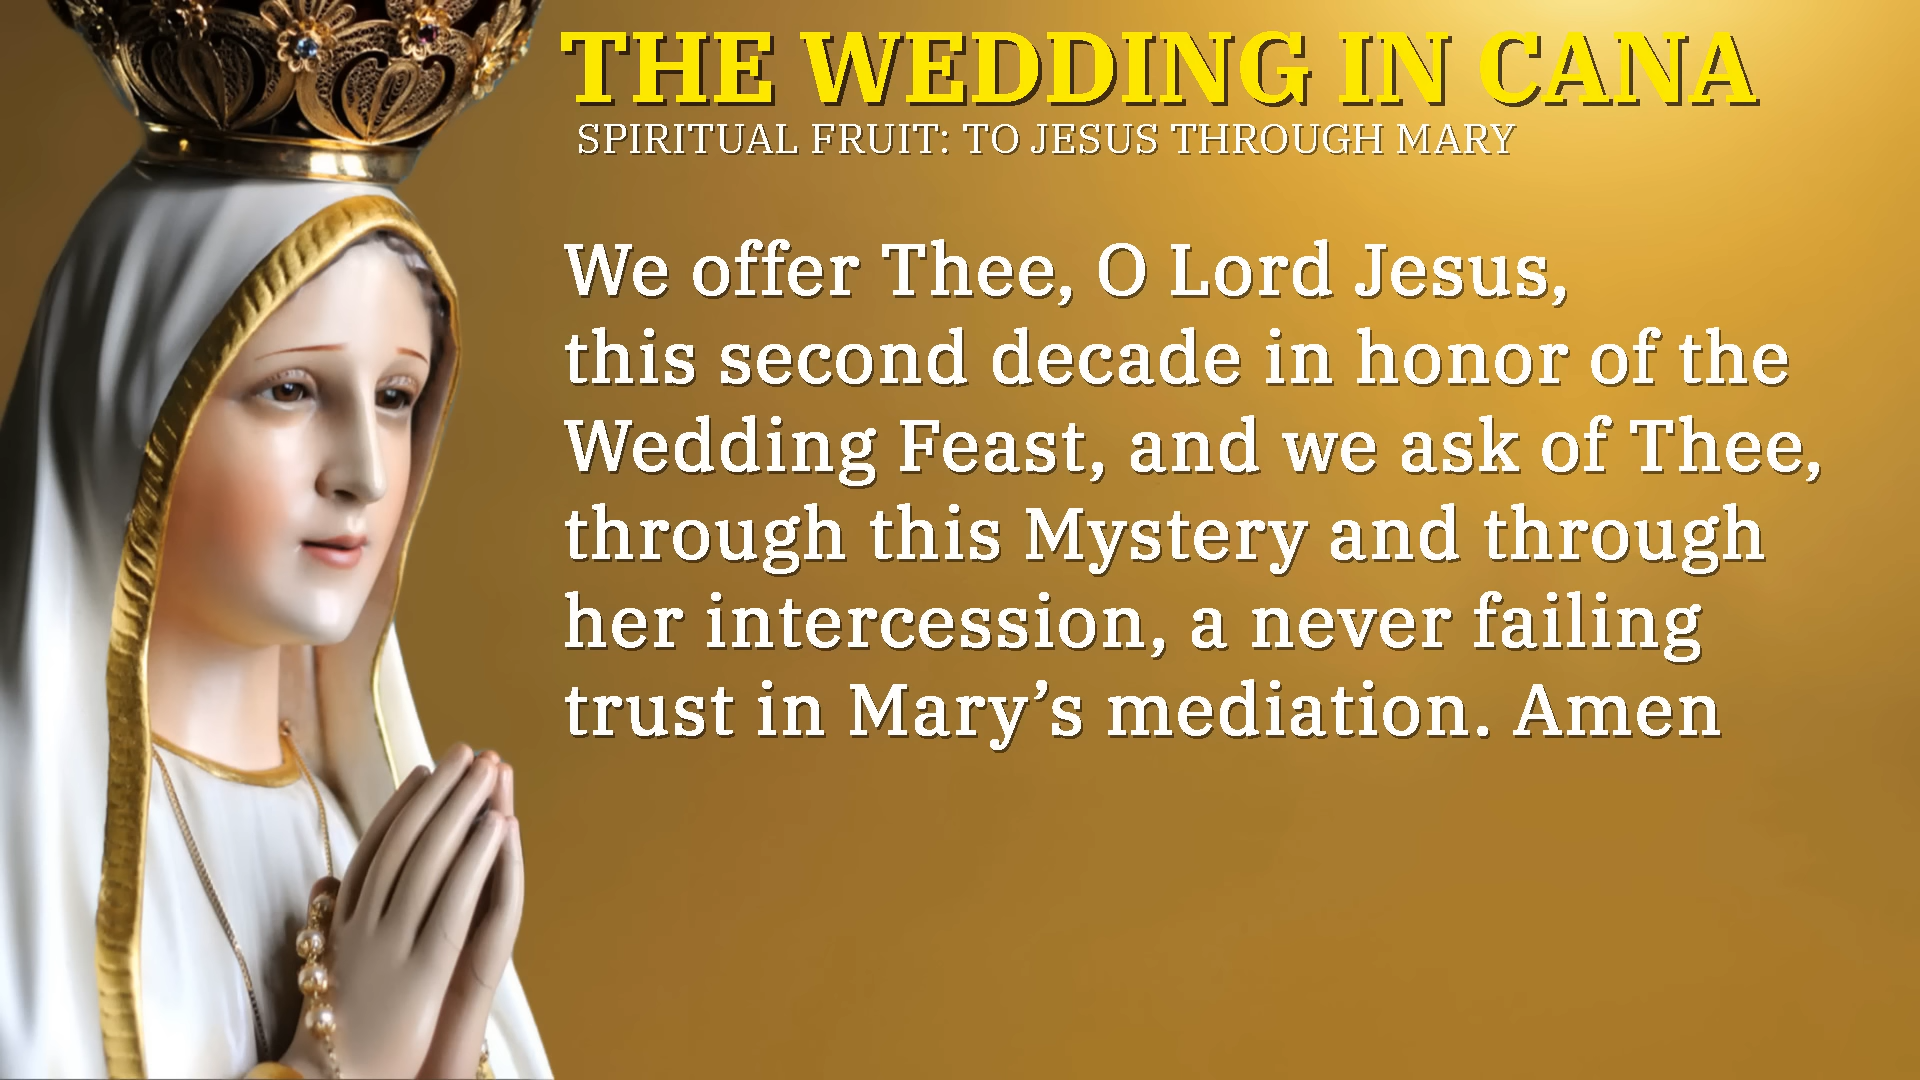 THE WEDDING IN CANA
SPIRITUAL FRUIT: TO JESUS THROUGH MARY
We offer Thee, O Lord Jesus,
this second decade in honor of the
Wedding Feast, and we ask of Thee,
through this Mystery and through
her intercession, a never failing
trust in Mary’s mediation. Amen